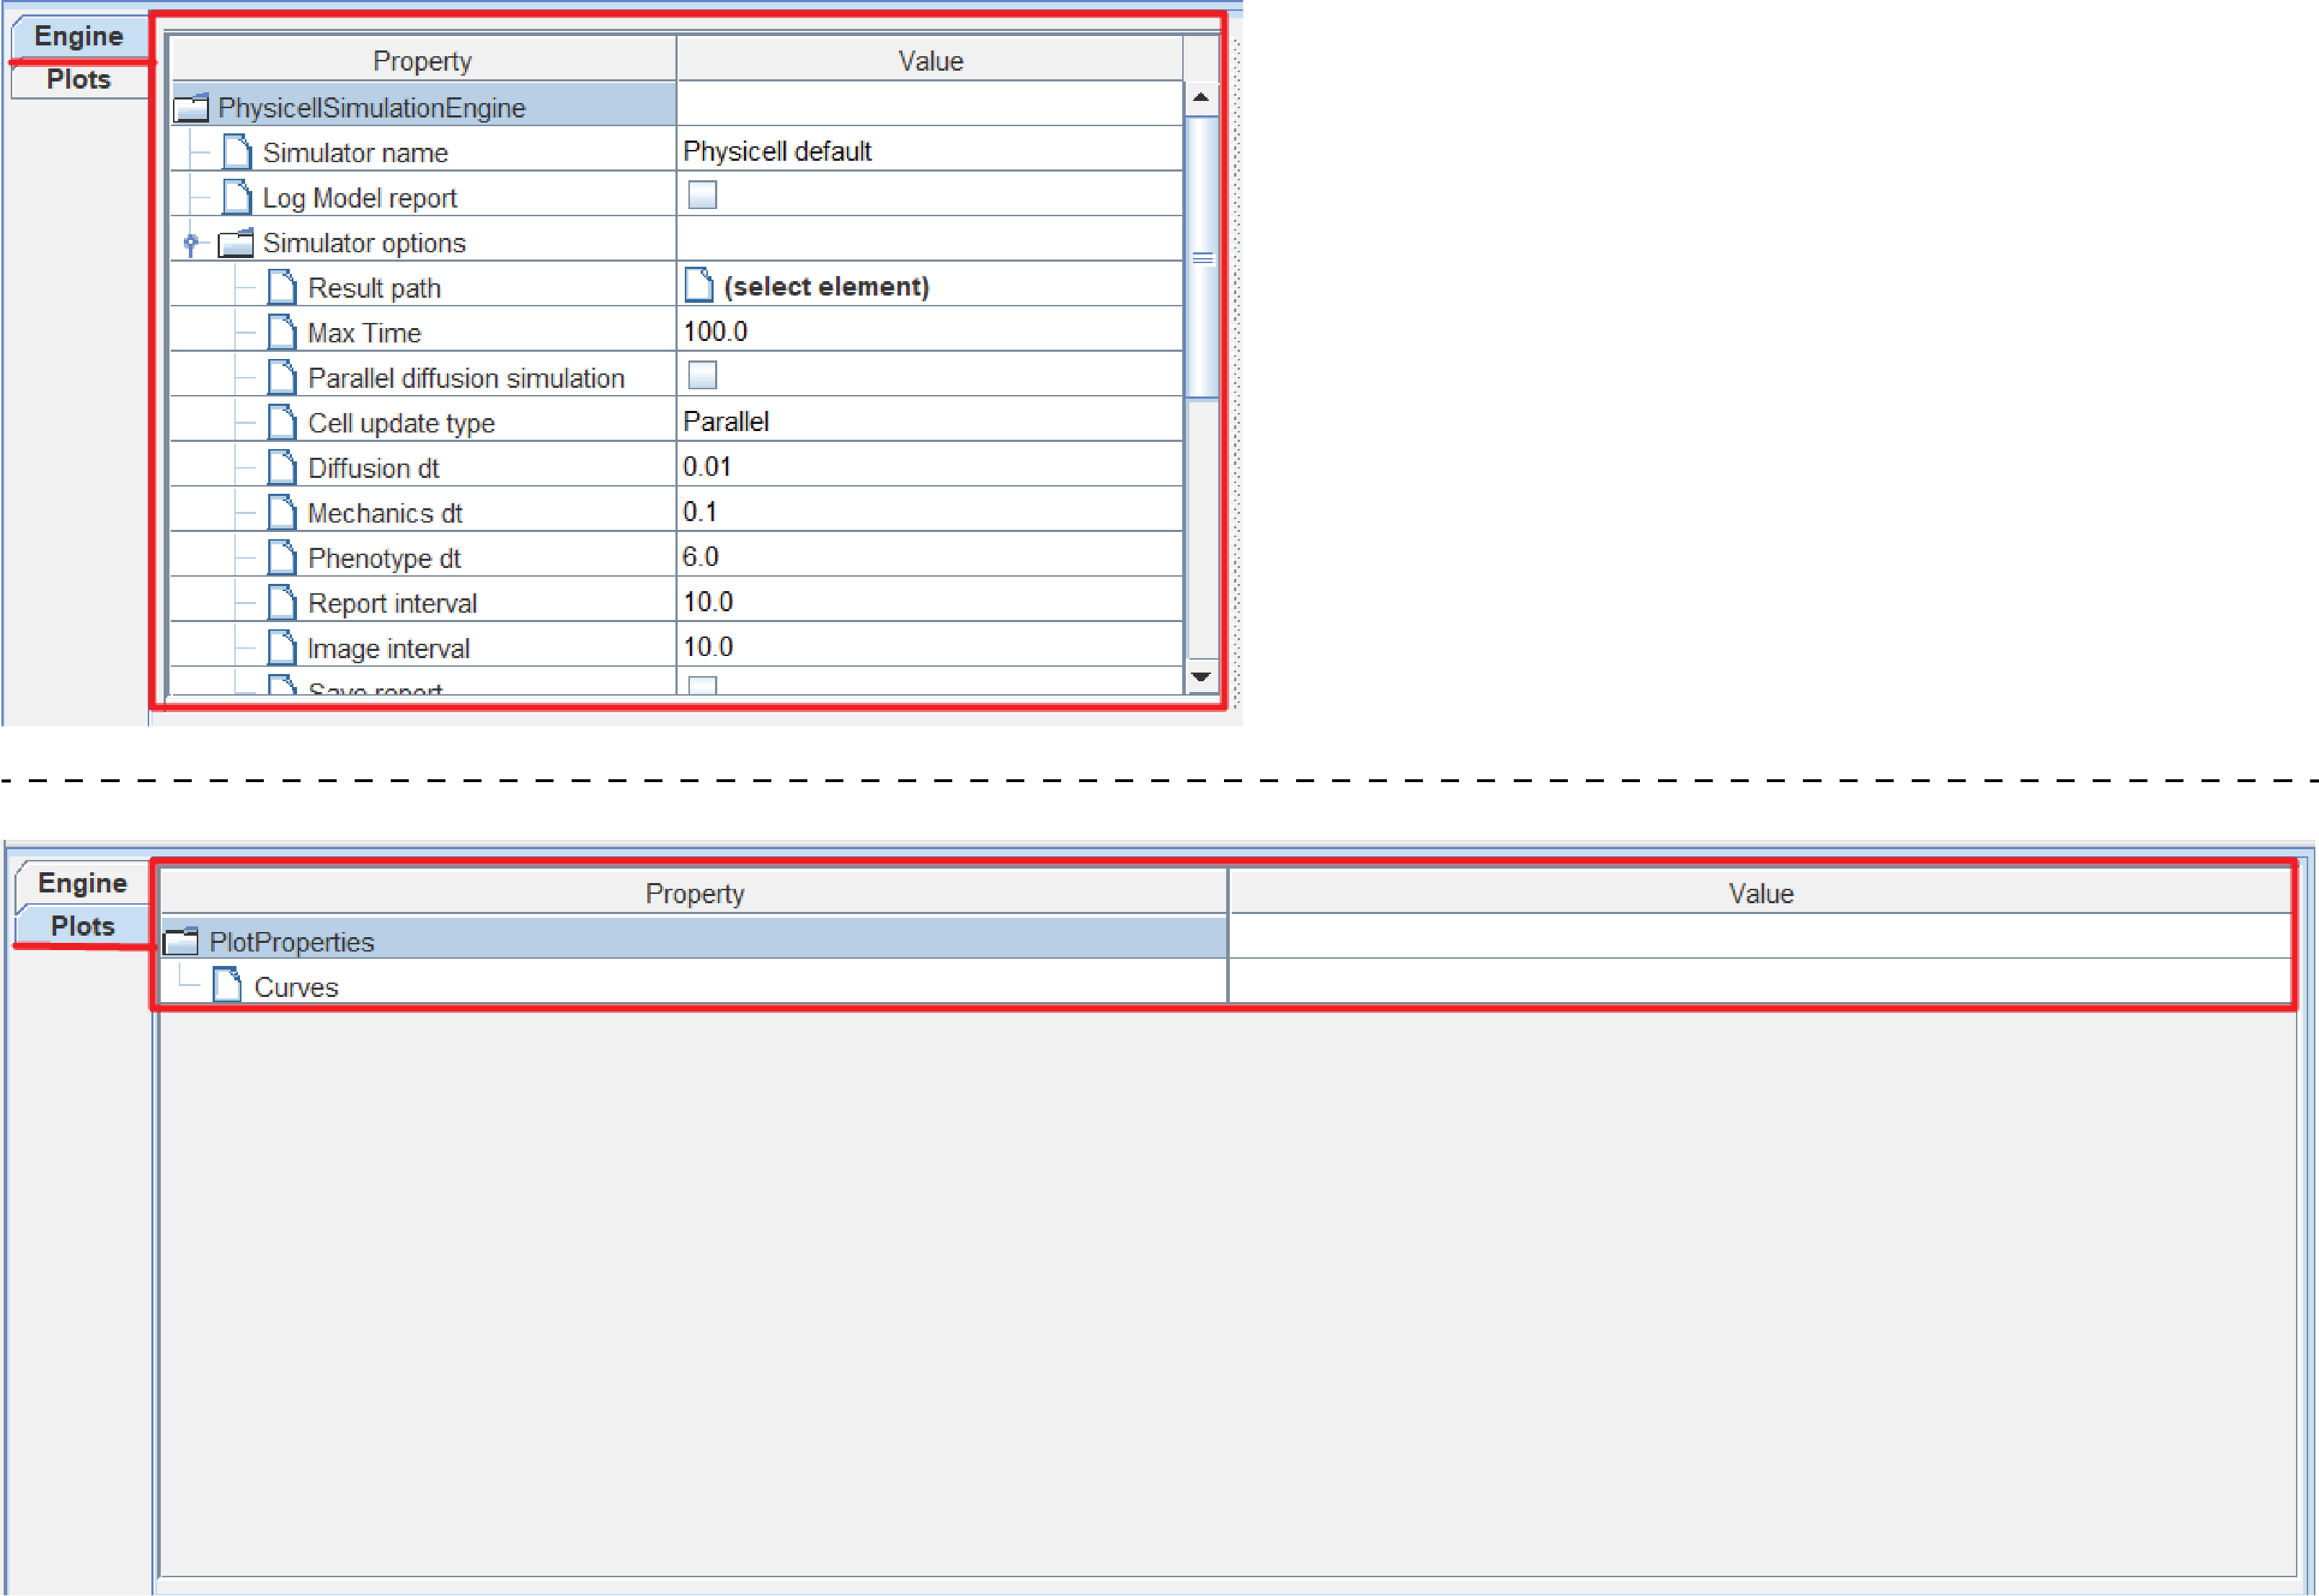 Engine
Plots
Property Value
PhysicellSimulationEngine
Simulator name Physicell default
Log Model report
Simulator options
Result path (select element)
Max Time 100.0
Parallel diffusion simulation
Cell update type Parallel
Diffusion dt 0.01
Mechanics dt 0.1
Phenotype dt 6.0
Report interval 10.0
Image interval 10.0
Save report
Engine
Plots
Property Value
PlotProperties
Curves